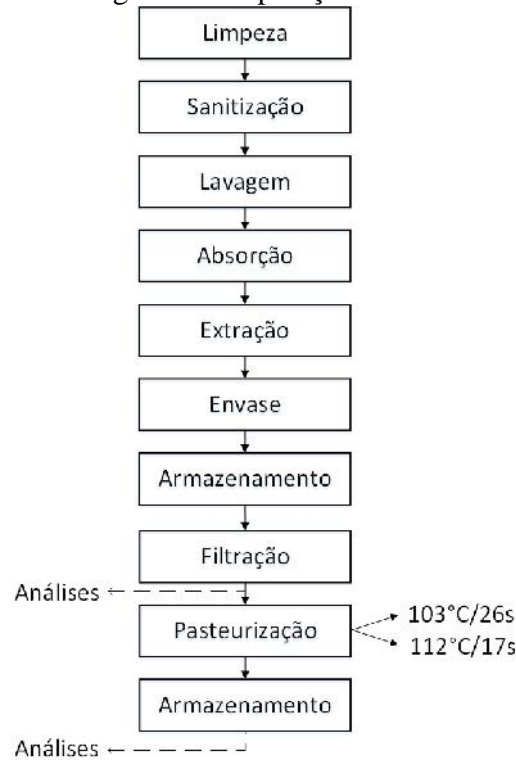 Limpeza
Sanitização
Lavagem
Absorção
Extração
Envase
Armazenamento
Filtração
Análises
Pasteurização
103°C/26s
112°C/17s
Armazenamento
Análises